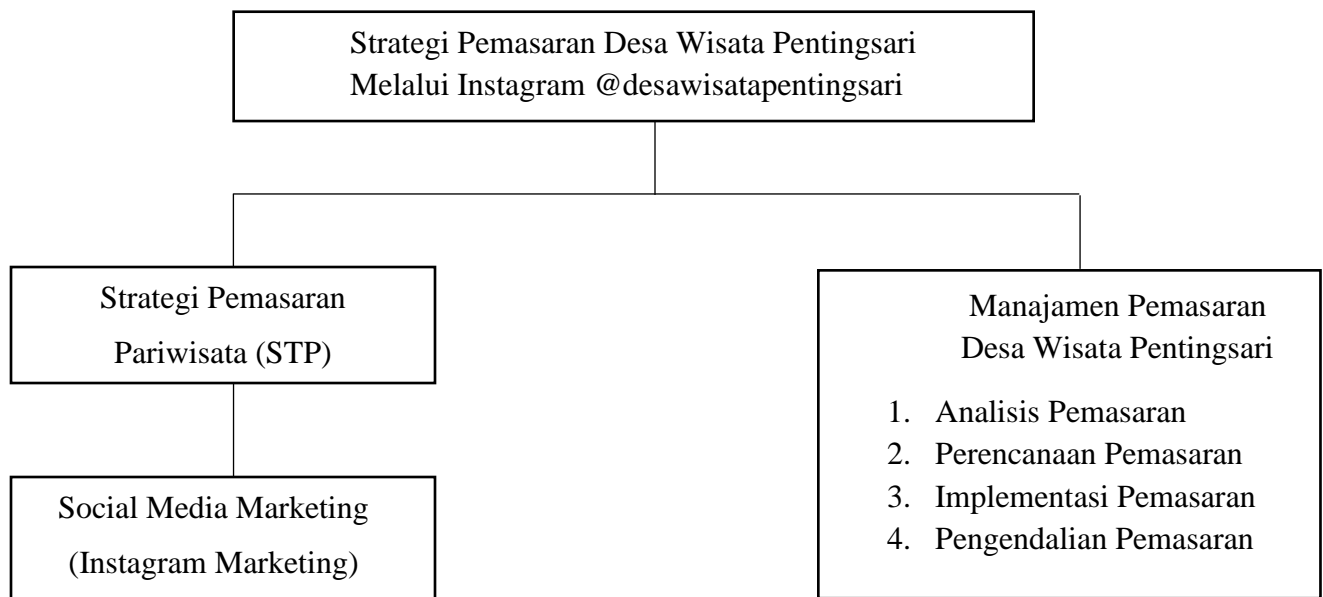 Strategi Pemasaran Desa Wisata Pentingsari
Melalui Instagram @desawisatapentingsari
Strategi Pemasaran
Pariwisata (STP)
Social Media Marketing
(Instagram Marketing)
Manajamen Pemasaran
Desa Wisata Pentingsari
1. Analisis Pemasaran
2. Perencanaan Pemasaran
3. Implementasi Pemasaran
4. Pengendalian Pemasaran